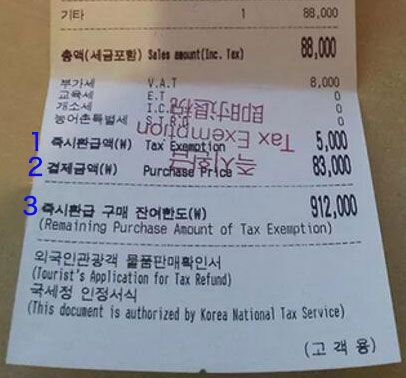 기타 1 88,000
총액(세금포함) Sales amount(Inc. Tax) 88,000
부가세 V.A.T 8,000
교육세 E.T 0
개소세 I.C.T 0
농어촌특별세 S.T.R.D 0
1 즉시환급액(₩) Tax Exemption 5,000
2 결제금액(₩) Purchase Price 83,000
即时退税
Tax Exemption
즉시환급
3 즉시환급 구매 잔여한도(₩) 912,000
(Remaining Purchase Amount of Tax Exemption)
외국인관광객 물품판매확인서
(Tourist's Application for Tax Refund)
국세청 인정서식
(This document is authorized by Korea National Tax Service)
(고 객 용)